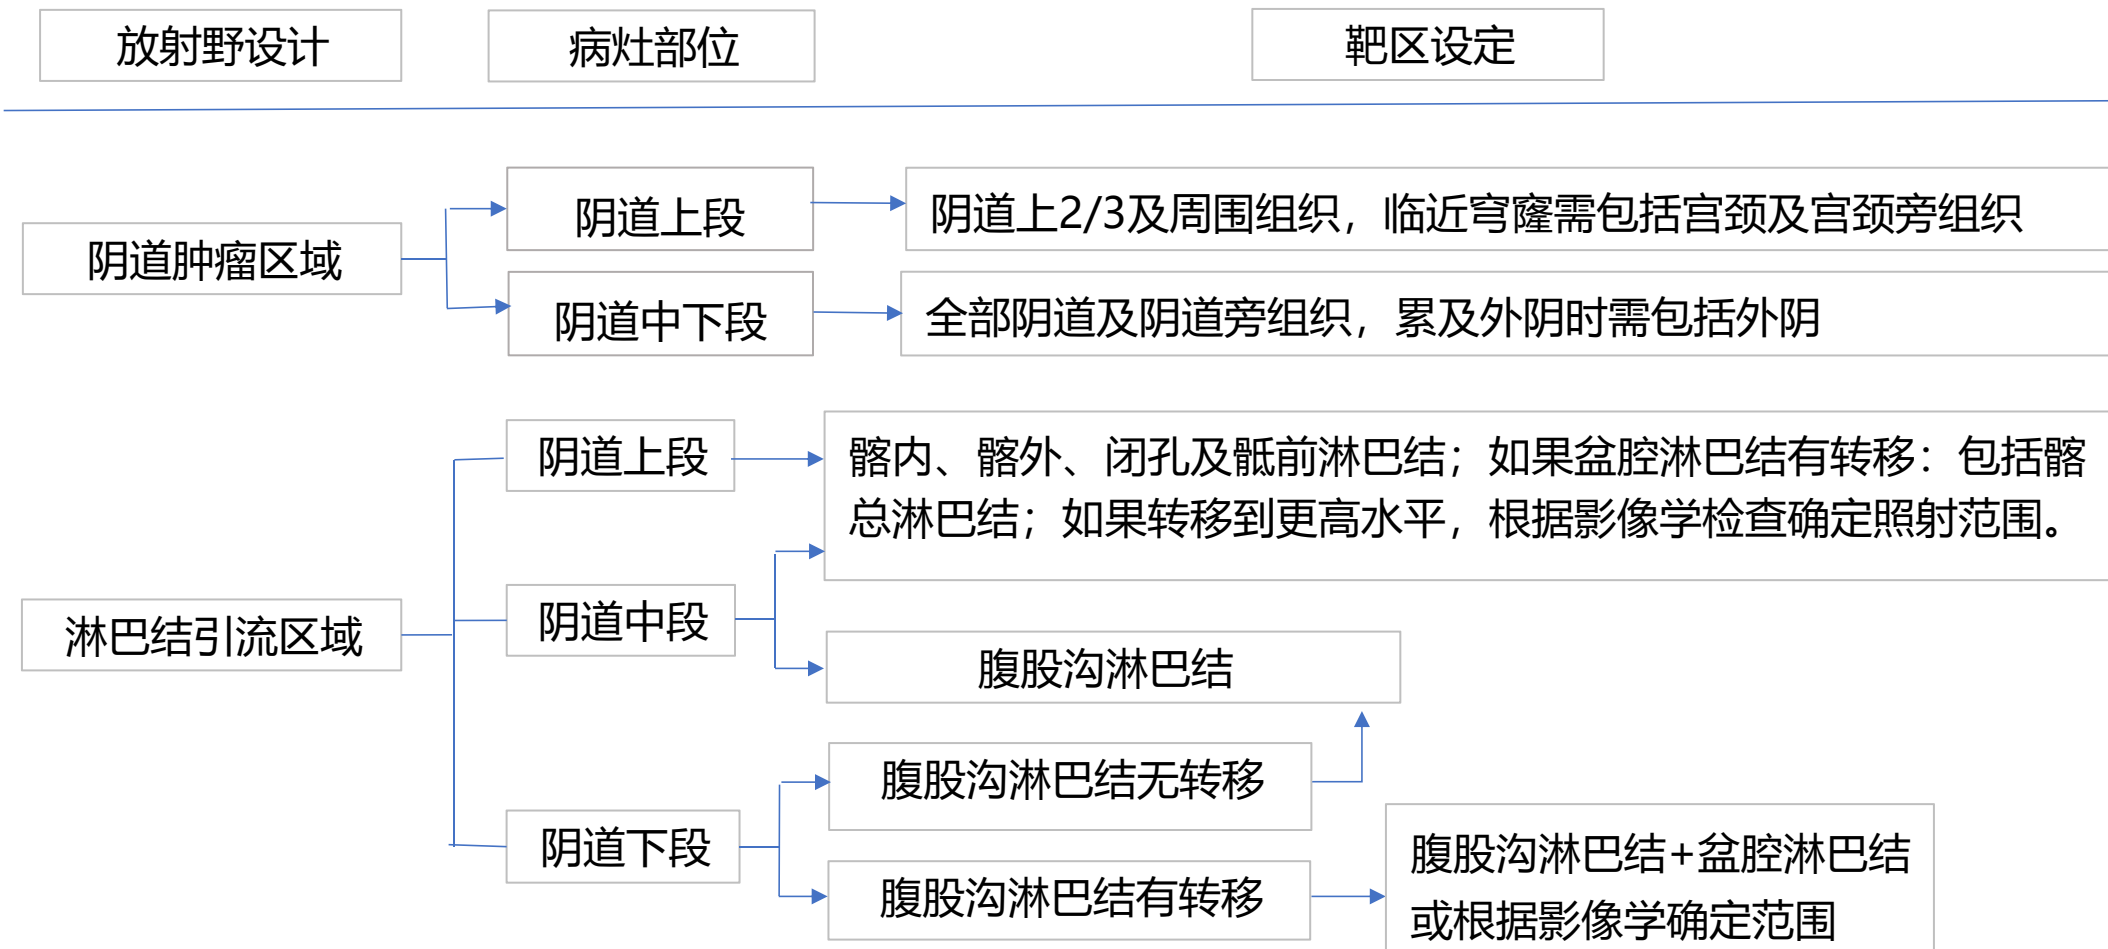 放射野设计
病灶部位
靶区设定
阴道肿瘤区域
阴道上段
阴道上2/3及周围组织，临近穹窿需包括宫颈及宫颈旁组织
阴道中下段
全部阴道及阴道旁组织，累及外阴时需包括外阴
淋巴结引流区域
阴道上段
髂内、髂外、闭孔及骶前淋巴结；如果盆腔淋巴结有转移：包括髂
总淋巴结；如果转移到更高水平，根据影像学检查确定照射范围。
阴道中段
腹股沟淋巴结
阴道下段
腹股沟淋巴结无转移
腹股沟淋巴结有转移
腹股沟淋巴结+盆腔淋巴结
或根据影像学确定范围